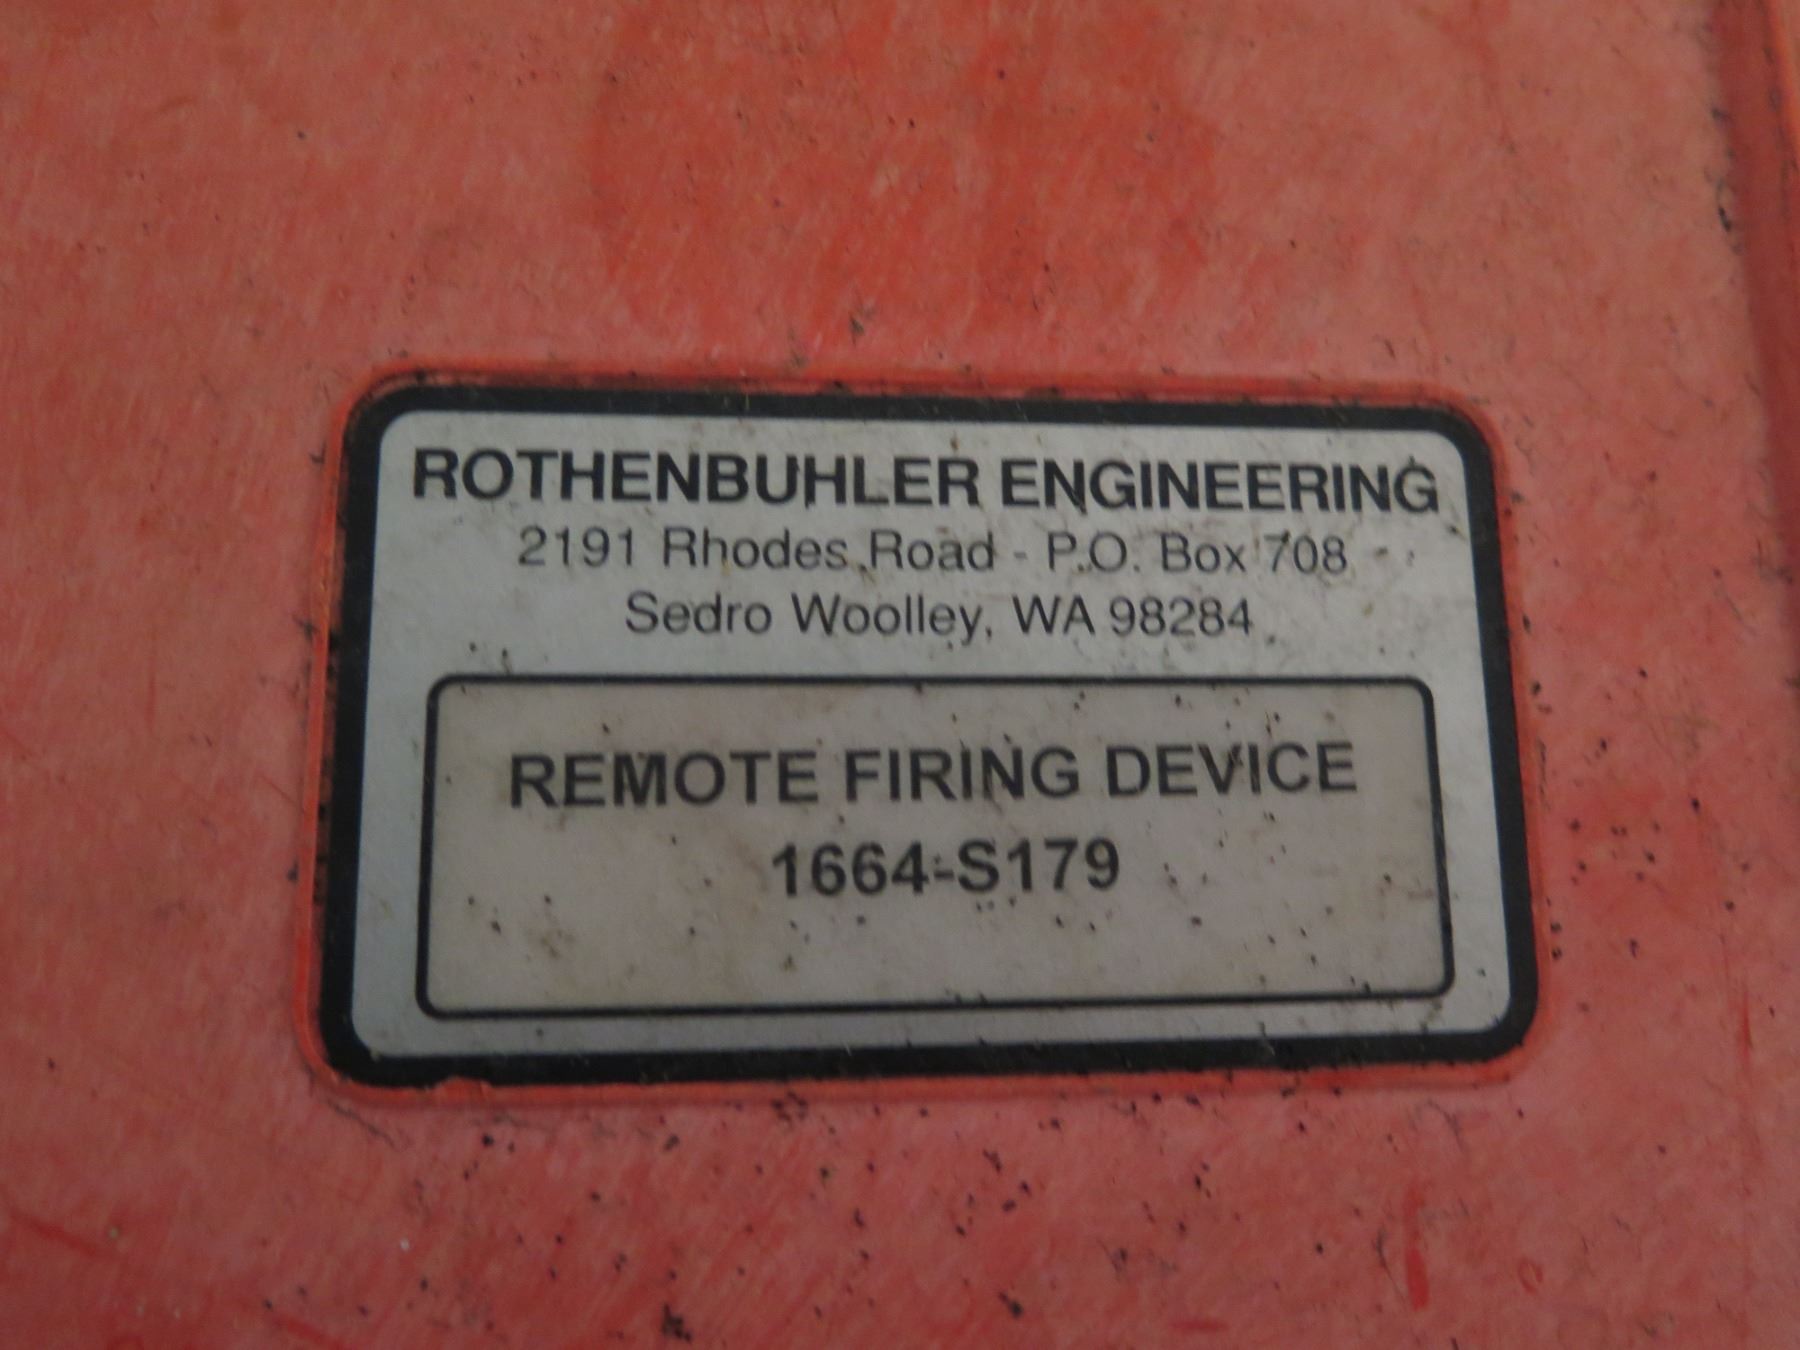 ROTHENBUHLER ENGINEERING
2191 Rhodes Road - P.O. Box 708
Sedro Woolley, WA 98284
REMOTE FIRING DEVICE
1664-S179